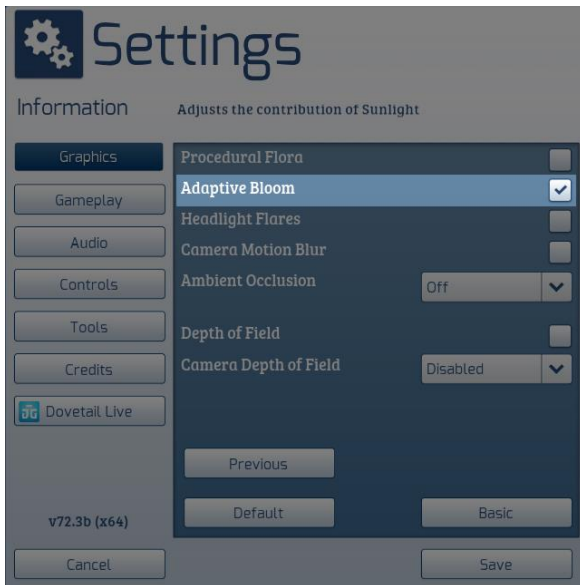 Settings
Information
Adjusts the contribution of Sunlight
Graphics
Procedural Flora
Gameplay
Adaptive Bloom
Headlight Flares
Audio
Camera Motion Blur
Controls
Ambient Occlusion
Off
Tools
Depth of Field
Credits
Camera Depth of Field
Disabled
Dovetail Live
Previous
v72.3b (x64)
Default
Basic
Cancel
Save